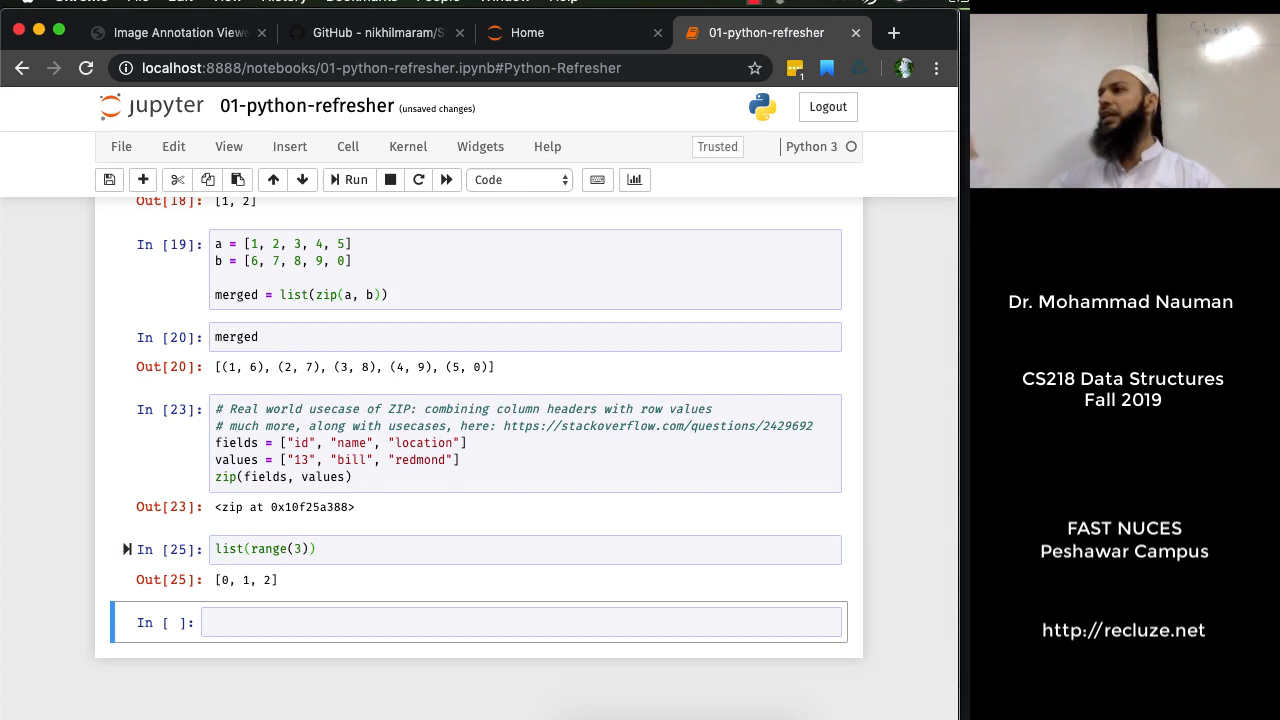 Image Annotation Viewe
GitHub - nikhilmaram/S
Home
01-python-refresher
localhost:8888/notebooks/01-python-refresher.ipynb#Python-Refresher
1
jupyter 01-python-refresher (unsaved changes)
Logout
File Edit View Insert Cell Kernel Widgets Help
Trusted
Python 3
Run
Code
Out[18]: [1, 2]
In [19]: a = [1, 2, 3, 4, 5]
b = [6, 7, 8, 9, 0]
merged = list(zip(a, b))
In [20]: merged
Out[20]: [(1, 6), (2, 7), (3, 8), (4, 9), (5, 0)]
In [23]: # Real world usecase of ZIP: combining column headers with row values
# much more, along with usecases, here: https://stackoverflow.com/questions/2429692
fields = ["id", "name", "location"]
values = ["13", "bill", "redmond"]
zip(fields, values)
Out[23]: <zip at 0x10f25a388>
In [25]: list(range(3))
Out[25]: [0, 1, 2]
In [ ]:
Dr. Mohammad Nauman
CS218 Data Structures
Fall 2019
FAST NUCES
Peshawar Campus
http://recluze.net